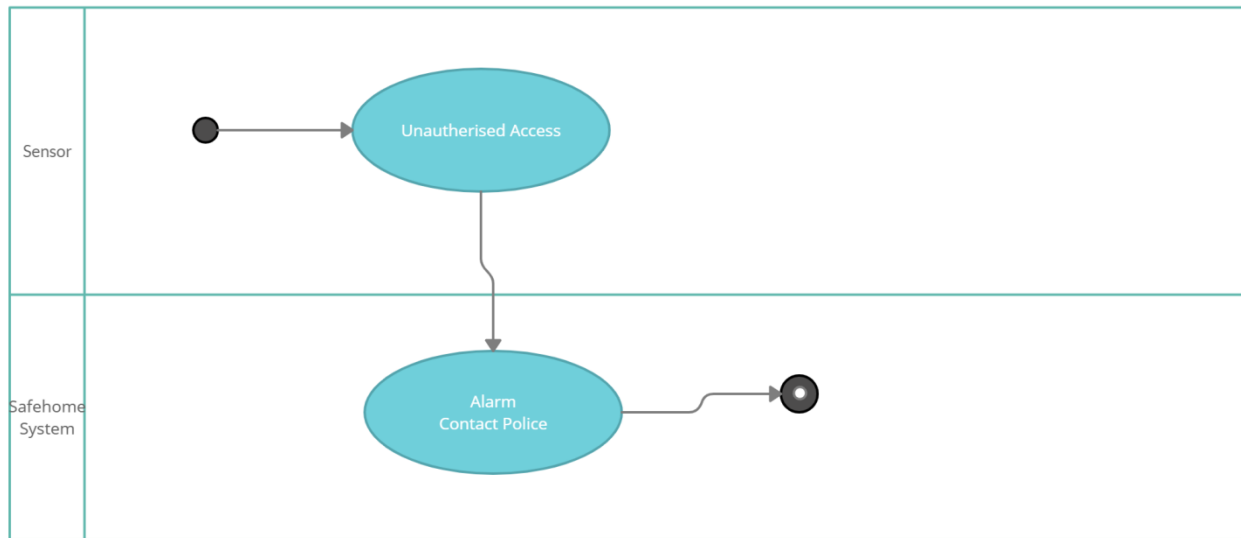 Unautherised Access
Sensor
Safehome
System
Alarm
Contact Police